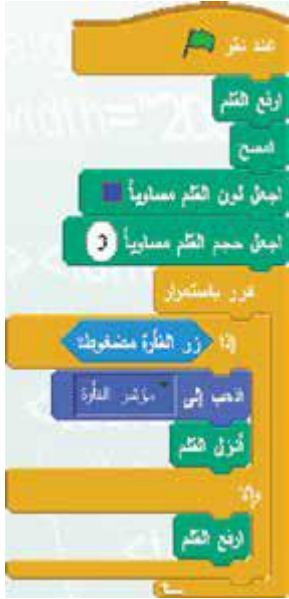 عند نقر
ارفع القلم
امسح
اجعل لون القلم مساوياً
اجعل حجم القلم مساوياً 3
كرر باستمرار
إذا زر الفأرة مضغوط؟
اذهب إلى مؤشر الفأرة
أنزل القلم
وإلا
ارفع القلم